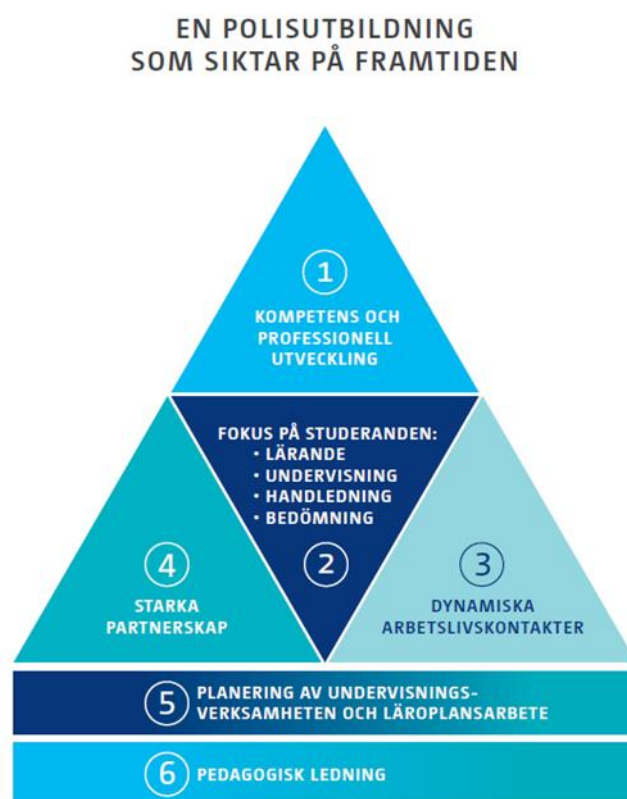 EN POLISUTBILDNING
SOM SIKTAR PÅ FRAMTIDEN
1
KOMPETENS OCH
PROFESSIONELL
UTVECKLING
FOKUS PÅ STUDERANDEN:
• LÄRANDE
• UNDERVISNING
• HANDLEDNING
• BEDÖMNING
2
3
DYNAMISKA
ARBETSLIVSKONTAKTER
4
STARKA
PARTNERSKAP
5
PLANERING AV UNDERVISNINGS-
VERKSAMHETEN OCH LÄROPLANSARBETE
6
PEDAGOGISK LEDNING